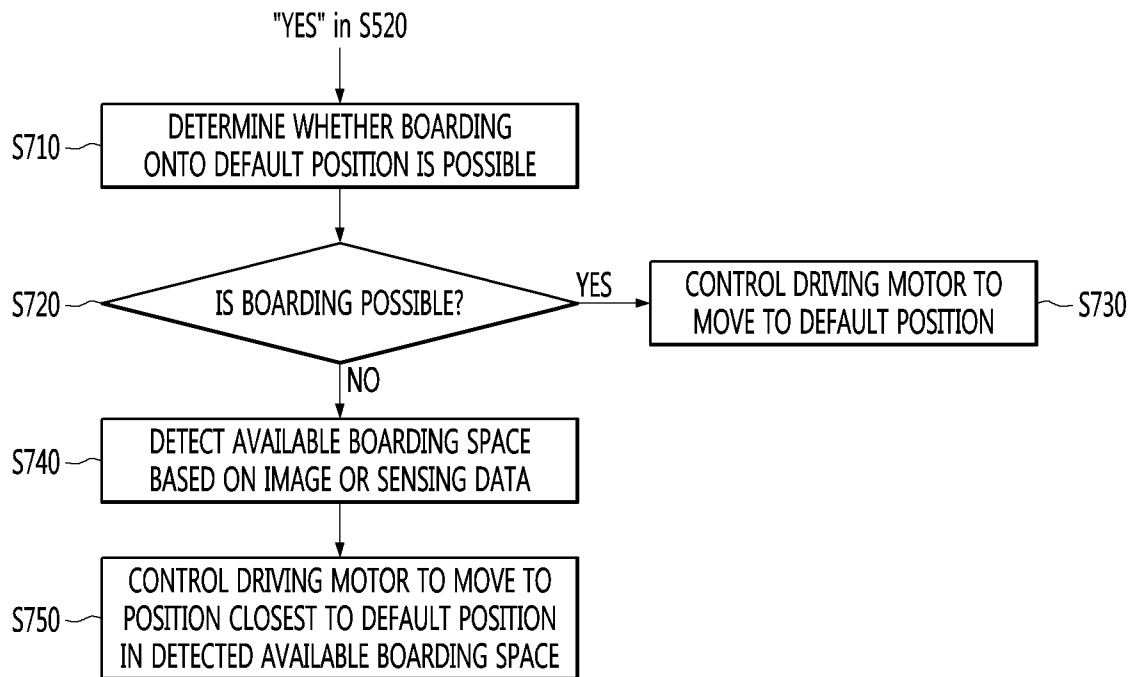 "YES" in S520
S710
DETERMINE WHETHER BOARDING
ONTO DEFAULT POSITION IS POSSIBLE
S720
IS BOARDING POSSIBLE?
YES
CONTROL DRIVING MOTOR TO
MOVE TO DEFAULT POSITION
S730
NO
S740
DETECT AVAILABLE BOARDING SPACE
BASED ON IMAGE OR SENSING DATA
S750
CONTROL DRIVING MOTOR TO MOVE TO
POSITION CLOSEST TO DEFAULT POSITION
IN DETECTED AVAILABLE BOARDING SPACE